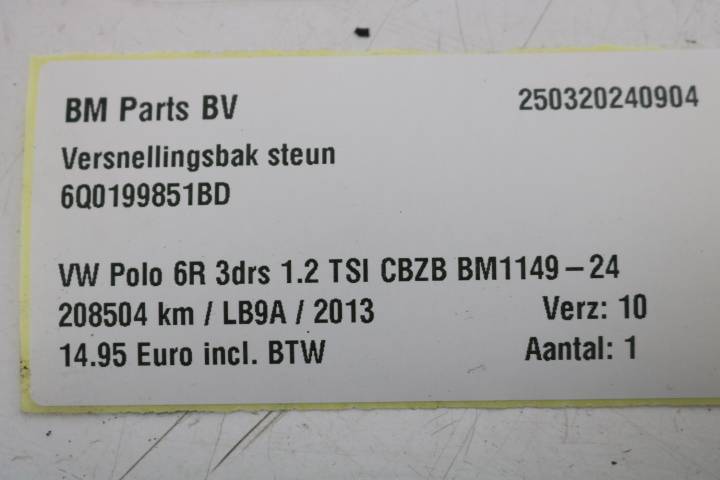 BM Parts BV 250320240904
Versnellingsbak steun
6Q0199851BD
VW Polo 6R 3drs 1.2 TSI CBZB BM1149-24
208504 km / LB9A / 2013 Verz: 10
14.95 Euro incl. BTW Aantal: 1